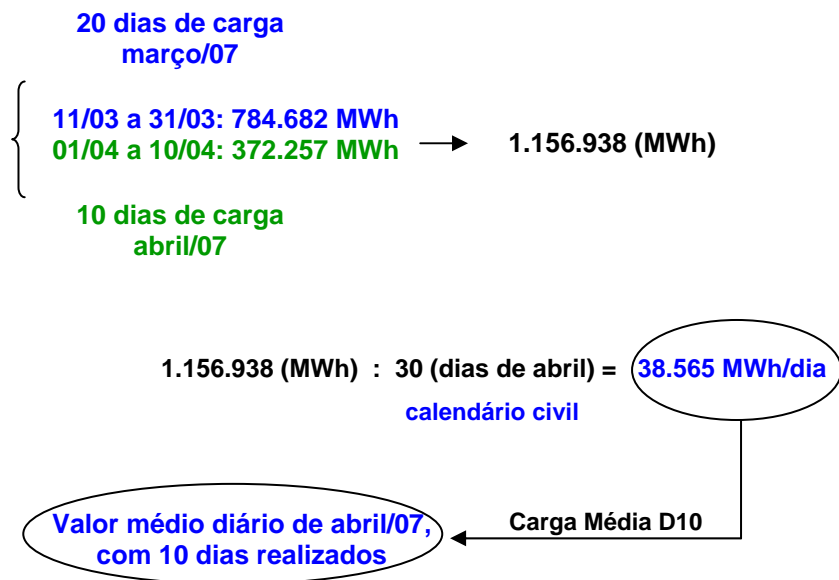 20 dias de carga
março/07
11/03 a 31/03: 784.682 MWh
01/04 a 10/04: 372.257 MWh
1.156.938 (MWh)
10 dias de carga
abril/07
1.156.938 (MWh) : 30 (dias de abril) = 38.565 MWh/dia
calendário civil
Carga Média D10
Valor médio diário de abril/07,
com 10 dias realizados